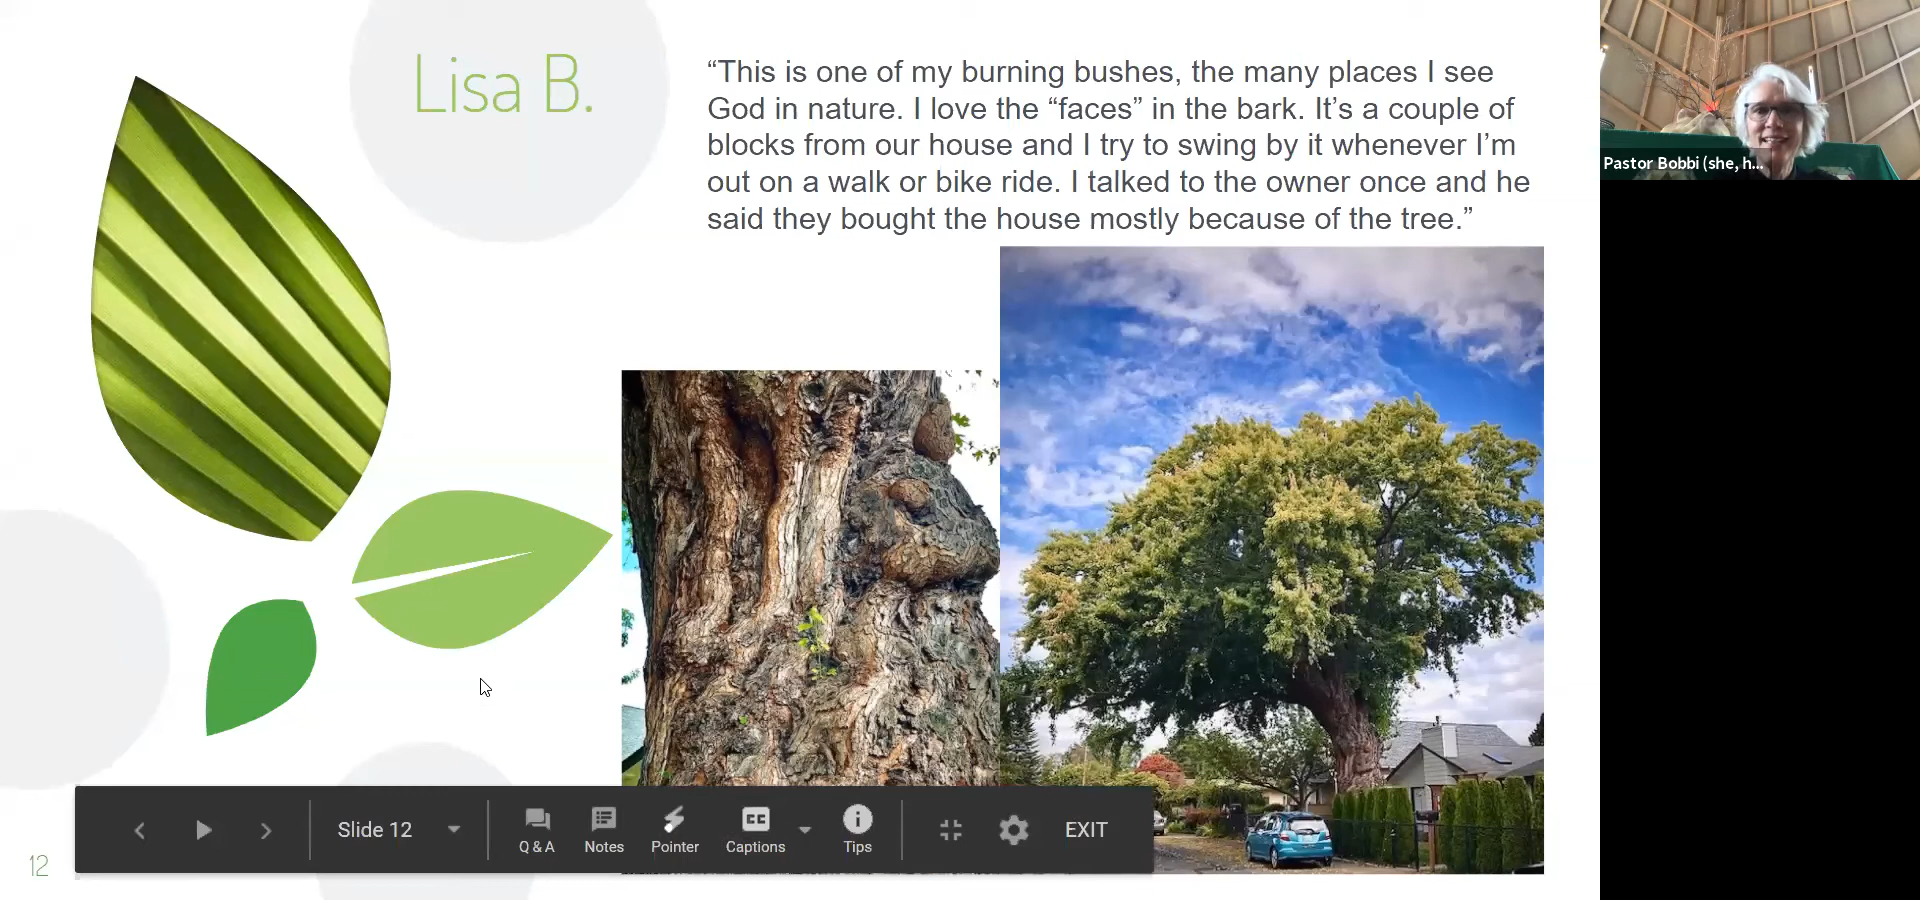 Lisa B.
“This is one of my burning bushes, the many places I see
God in nature. I love the “faces” in the bark. It’s a couple of
blocks from our house and I try to swing by it whenever I’m
out on a walk or bike ride. I talked to the owner once and he
said they bought the house mostly because of the tree.”
Pastor Bobbi (she, h...
Slide 12
Q & A
Notes
Pointer
CC
Captions
Tips
EXIT
12